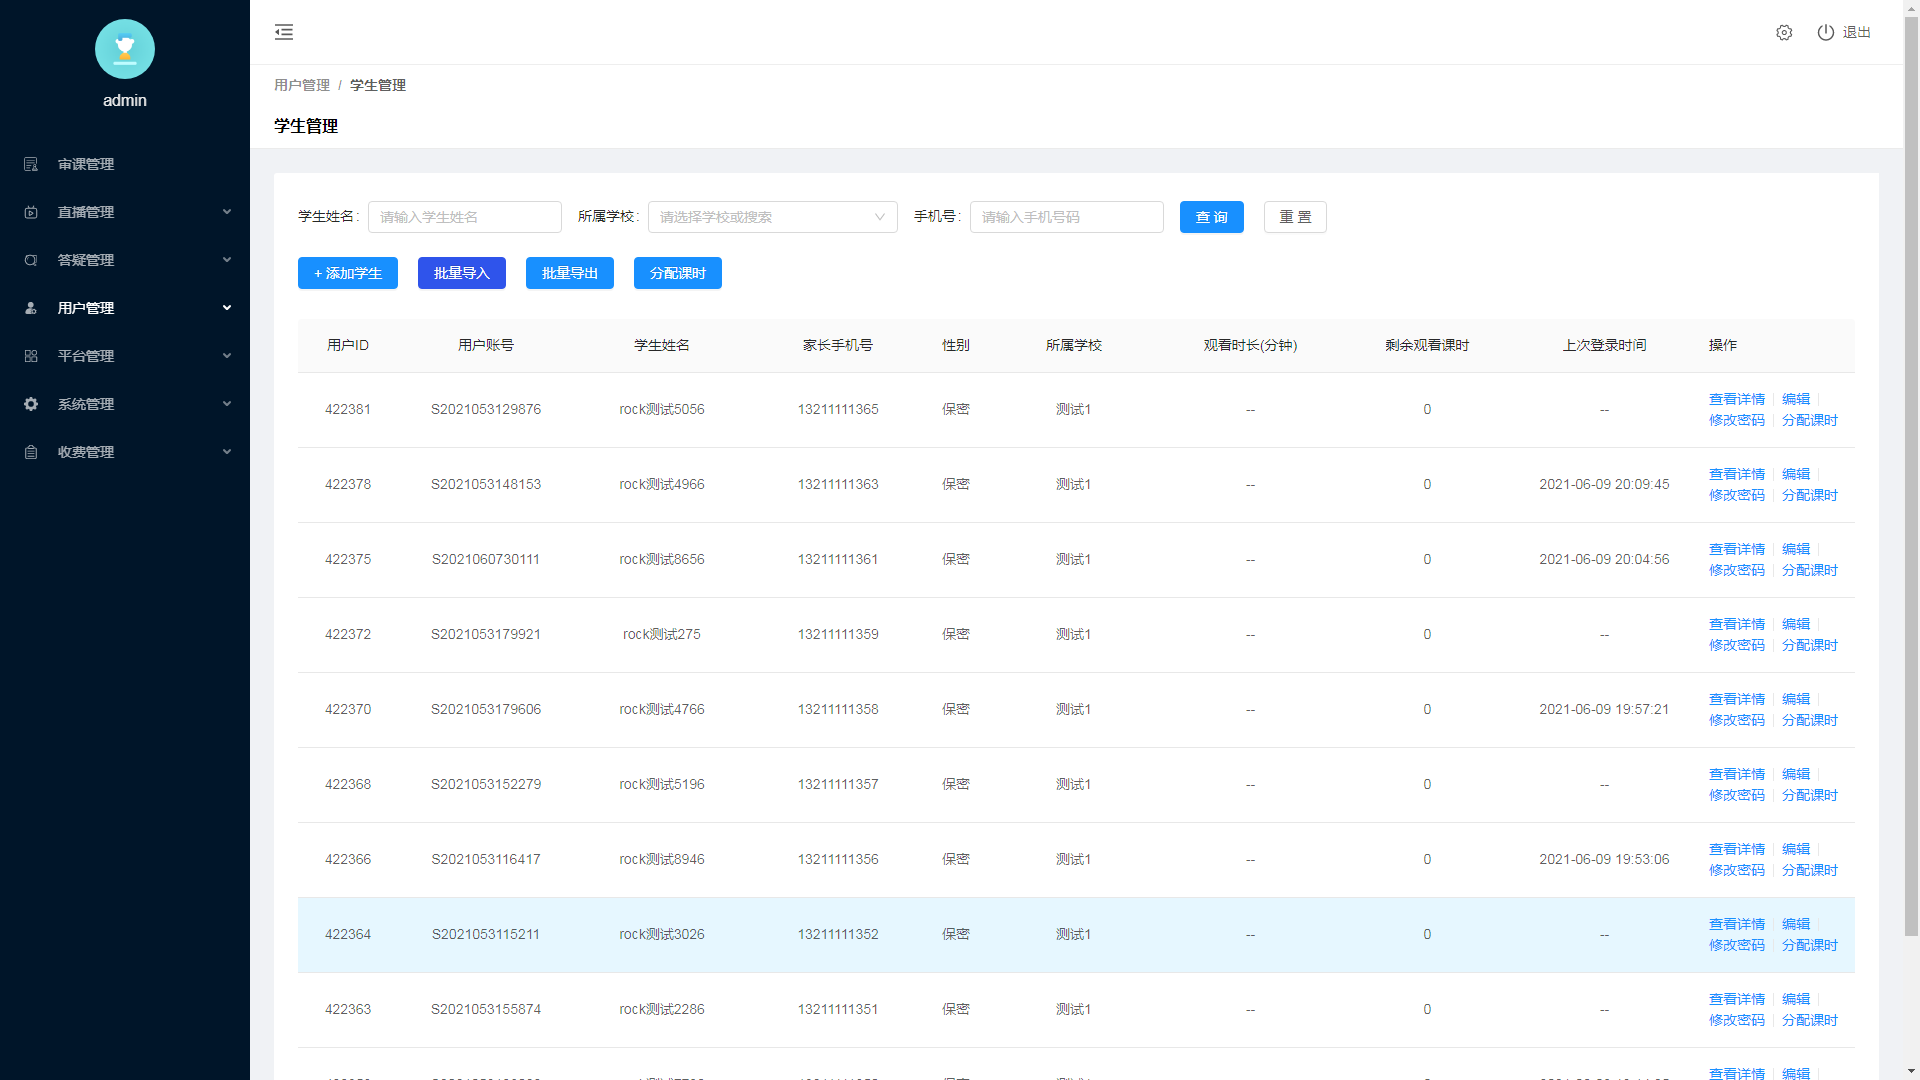 admin
审课管理
直播管理
答疑管理
用户管理
平台管理
系统管理
收费管理
退出
用户管理 / 学生管理
学生管理
学生姓名: 请输入学生姓名 所属学校: 请选择学校或搜索 手机号: 请输入手机号码 查 询 重 置
+ 添加学生 批量导入 批量导出 分配课时
用户ID 用户账号 学生姓名 家长手机号 性别 所属学校 观看时长(分钟) 剩余观看课时 上次登录时间 操作
422381 S2021053129876 rock测试5056 13211111365 保密 测试1 -- 0 -- 查看详情 编辑
修改密码 分配课时
422378 S2021053148153 rock测试4966 13211111363 保密 测试1 -- 0 2021-06-09 20:09:45 查看详情 编辑
修改密码 分配课时
422375 S2021060730111 rock测试8656 13211111361 保密 测试1 -- 0 2021-06-09 20:04:56 查看详情 编辑
修改密码 分配课时
422372 S2021053179921 rock测试275 13211111359 保密 测试1 -- 0 -- 查看详情 编辑
修改密码 分配课时
422370 S2021053179606 rock测试4766 13211111358 保密 测试1 -- 0 2021-06-09 19:57:21 查看详情 编辑
修改密码 分配课时
422368 S2021053152279 rock测试5196 13211111357 保密 测试1 -- 0 -- 查看详情 编辑
修改密码 分配课时
422366 S2021053116417 rock测试8946 13211111356 保密 测试1 -- 0 2021-06-09 19:53:06 查看详情 编辑
修改密码 分配课时
422364 S2021053115211 rock测试3026 13211111352 保密 测试1 -- 0 -- 查看详情 编辑
修改密码 分配课时
422363 S2021053155874 rock测试2286 13211111351 保密 测试1 -- 0 -- 查看详情 编辑
修改密码 分配课时
查看详情 编辑